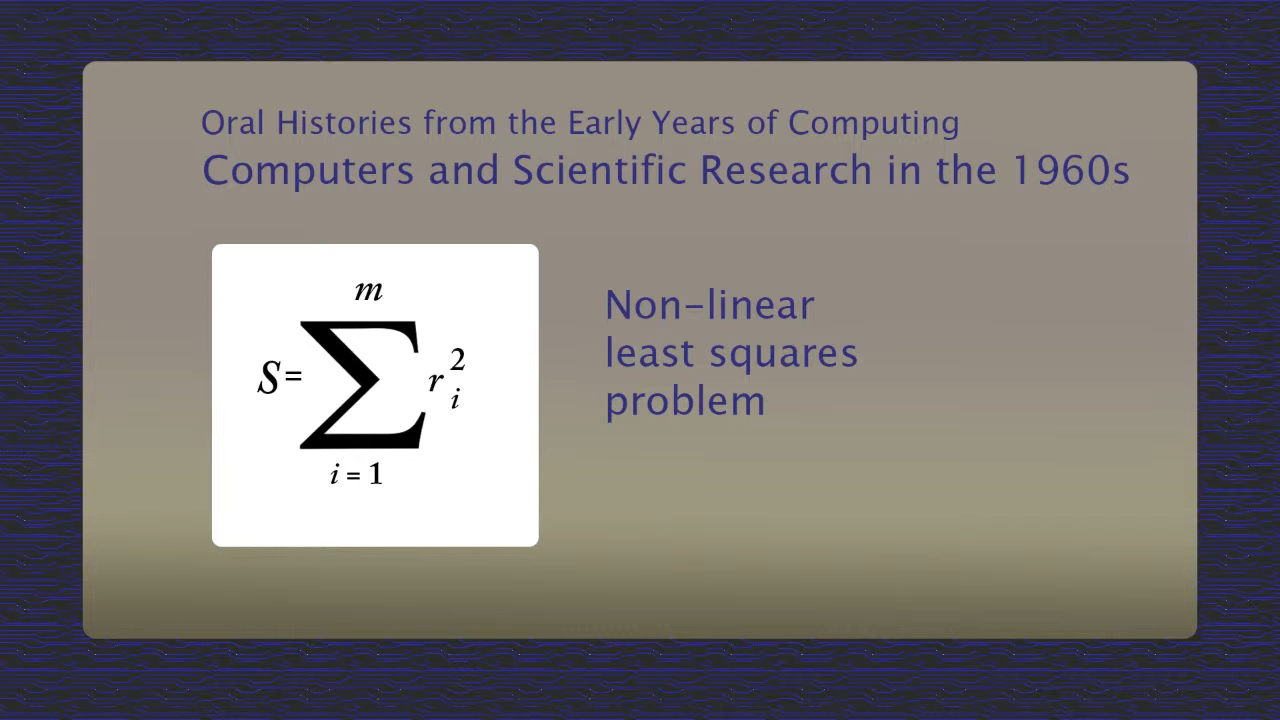 Oral Histories from the Early Years of Computing
Computers and Scientific Research in the 1960s
m
S= ∑ r 2 i
i = 1
Non-linear
least squares
problem